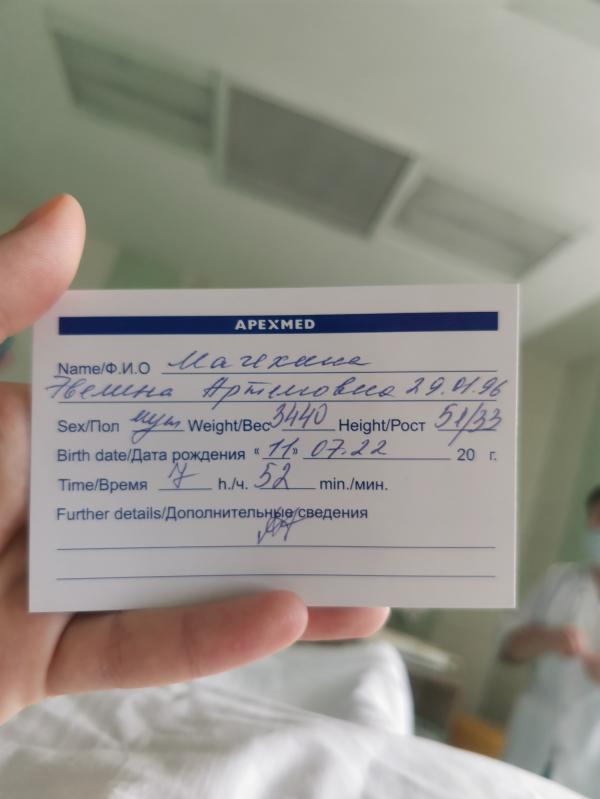 APEXMED
Name/Ф.И.О Мачехина
Эвелина Артемовна 29.01.96
Sex/Пол муж Weight/Вес 3440 Height/Рост 51/33
Birth date/Дата рождения «11» 07.22 20 г.
Time/Время 7 h./ч. 52 min./мин.
Further details/Дополнительные сведения